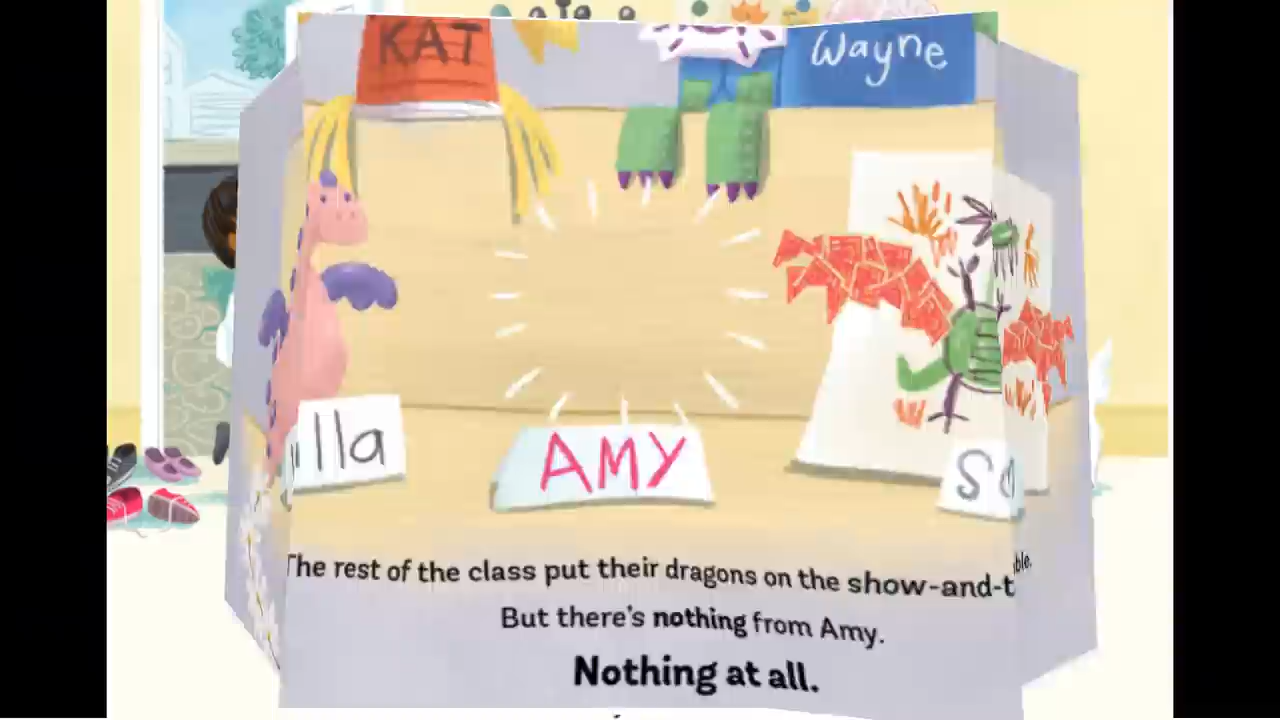 KAT
Wayne
lla
AMY
The rest of the class put their dragons on the show-and-t
ble.
But there's nothing from Amy.
Nothing at all.